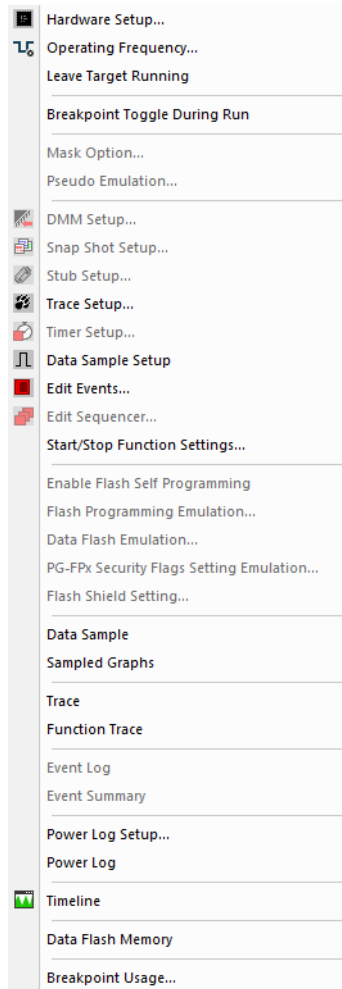 Hardware Setup...
Operating Frequency...
Leave Target Running
Breakpoint Toggle During Run
Mask Option...
Pseudo Emulation...
DMM Setup...
Snap Shot Setup...
Stub Setup...
Trace Setup...
Timer Setup...
Data Sample Setup
Edit Events...
Edit Sequencer...
Start/Stop Function Settings...
Enable Flash Self Programming
Flash Programming Emulation...
Data Flash Emulation...
PG-FPx Security Flags Setting Emulation...
Flash Shield Setting...
Data Sample
Sampled Graphs
Trace
Function Trace
Event Log
Event Summary
Power Log Setup...
Power Log
Timeline
Data Flash Memory
Breakpoint Usage...